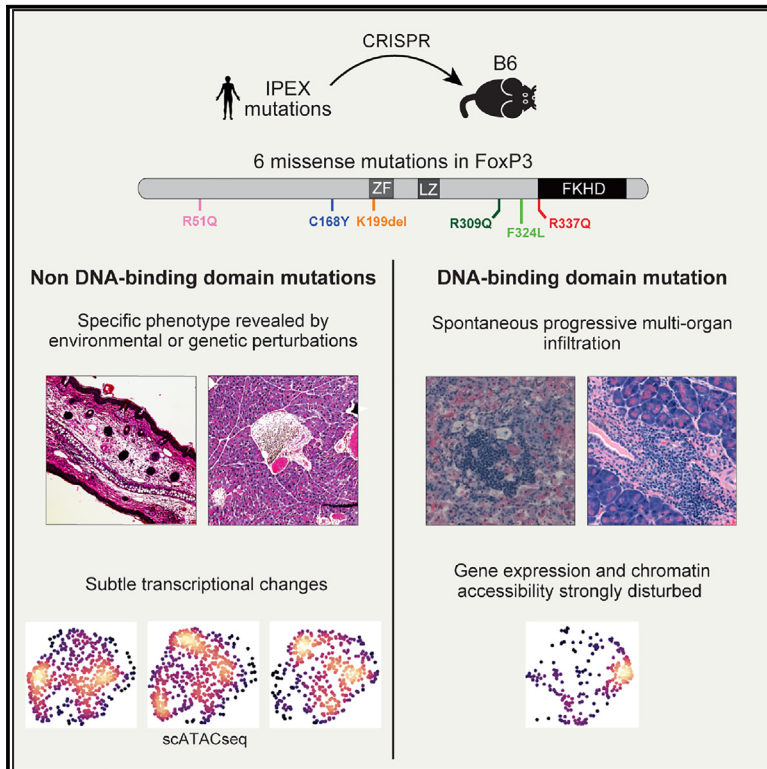 CRISPR
IPEX
mutations
B6
6 missense mutations in FoxP3
ZF
LZ
FKHD
R51Q
C168Y
K199del
R309Q
F324L
R337Q
Non DNA-binding domain mutations
Specific phenotype revealed by
environmental or genetic perturbations
Subtle transcriptional changes
scATACseq
DNA-binding domain mutation
Spontaneous progressive multi-organ
infiltration
Gene expression and chromatin
accessibility strongly disturbed